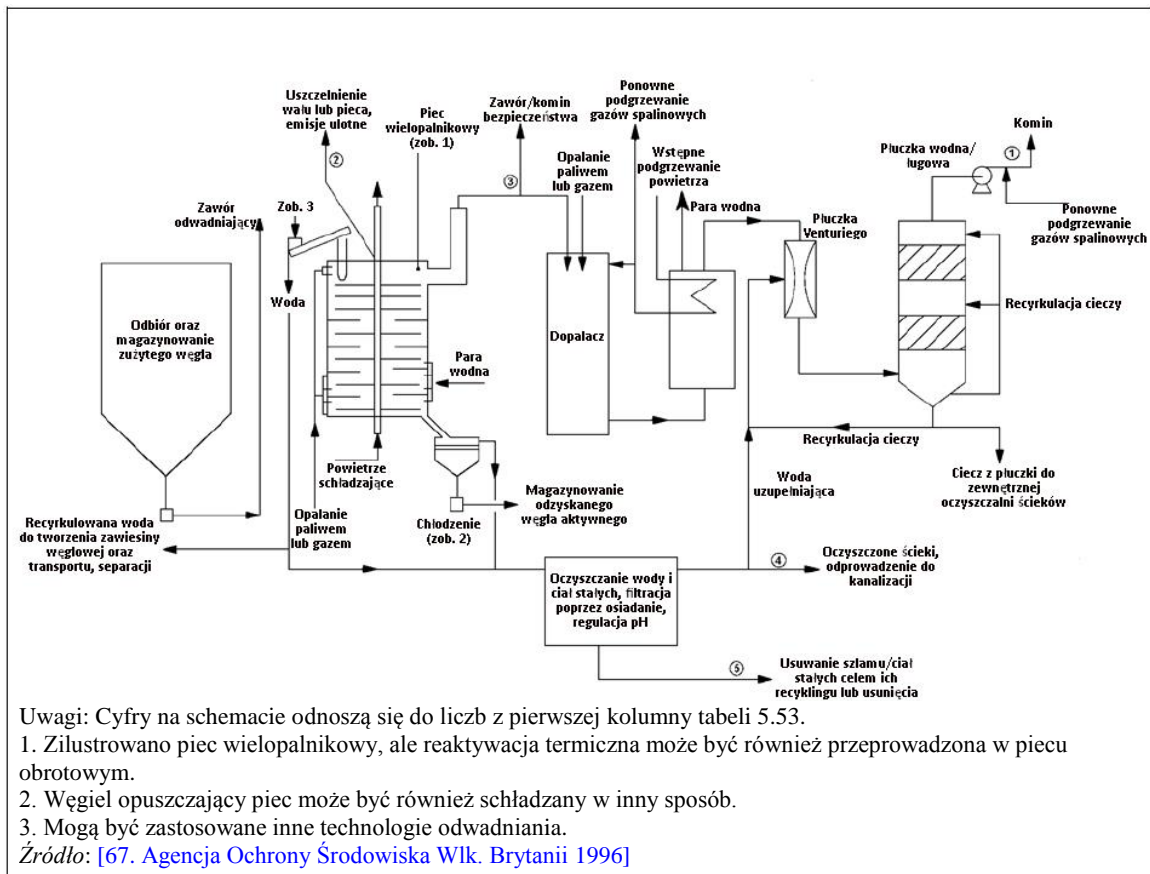 Uszczelnienie
wału lub pieca,
emisje ulotne
②
Piec
wielopalnikowy
(zob. 1)
Zawór/komin
bezpieczeństwa
③
Ponowne
podgrzewanie
gazów spalinowych
Opalanie
paliwem
lub gazem
Wstępne
podgrzewanie
powietrza
Para wodna
Płuczka
Venturiego
Płuczka wodna/
ługowa
①
Komin
Ponowne
podgrzewanie
gazów spalinowych
Zawór
odwadniający
Zob. 3
Woda
Odbiór oraz
magazynowanie
zużytego węgla
Dopalacz
Recyrkulacja cieczy
Para
wodna
Recyrkulacja cieczy
Powietrze
schładzające
Woda
uzupełniająca
Ciecz z płuczki do
zewnętrznej
oczyszczalni ścieków
Magazynowanie
odzyskanego
węgla aktywnego
Chłodzenie
(zob. 2)
Opalanie
paliwem
lub gazem
Recyrkulowana woda
do tworzenia zawiesiny
węglowej oraz
transportu, separacji
Oczyszczanie wody i
ciał stałych, filtracja
poprzez osiadanie,
regulacja pH
④
Oczyszczone ścieki,
odprowadzenie do
kanalizacji
⑤
Usuwanie szlamu/ciał
stałych celem ich
recyklingu lub usunięcia
Uwagi: Cyfry na schemacie odnoszą się do liczb z pierwszej kolumny tabeli 5.53.
1. Zilustrowano piec wielopalnikowy, ale reaktywacja termiczna może być również przeprowadzona w piecu
obrotowym.
2. Węgiel opuszczający piec może być również schładzany w inny sposób.
3. Mogą być zastosowane inne technologie odwadniania.
Źródło: [67. Agencja Ochrony Środowiska Wlk. Brytanii 1996]